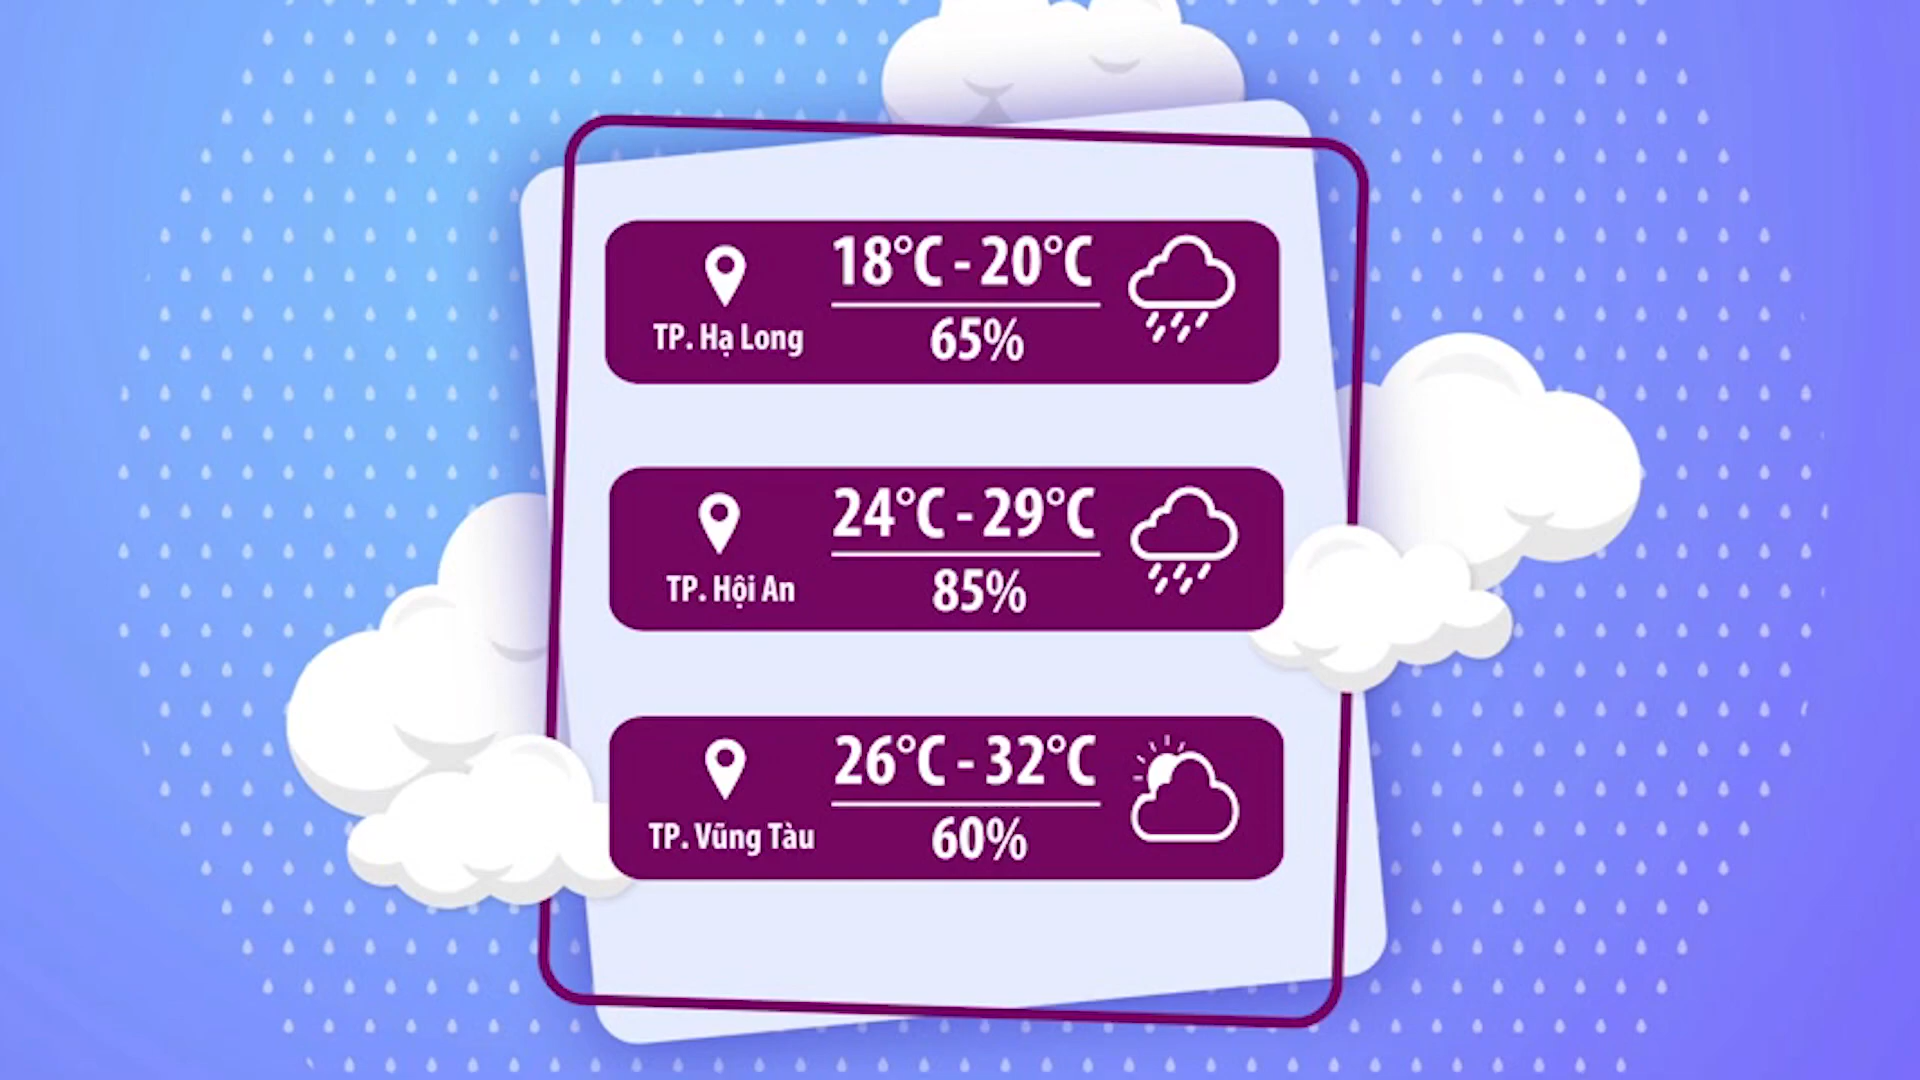 18°C - 20°C
65%
TP. Hạ Long
24°C - 29°C
85%
TP. Hội An
26°C - 32°C
60%
TP. Vũng Tàu